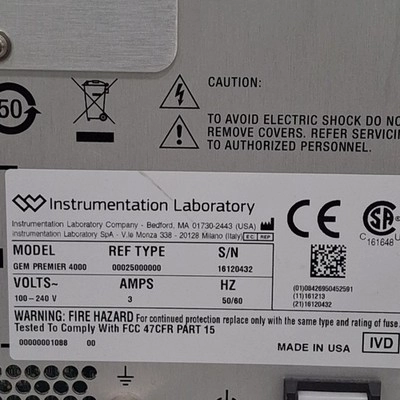 50
CAUTION:
TO AVOID ELECTRIC SHOCK DO NO
REMOVE COVERS. REFER SERVICIN
TO AUTHORIZED PERSONNEL.
Instrumentation Laboratory
Instrumentation Laboratory Company - Bedford, MA 01730-2443 (USA)
Instrumentation Laboratory SpA - V.le Monza 338 - 20128 Milano (Italy) EC REP
CE
SA
C 161648
MODEL REF TYPE S/N
GEM PREMIER 4000 00025000000 16120432
(01)08426950452591
(11)161213
(21)16120432
VOLTS~ AMPS HZ
100 - 240 V 3 50/60
WARNING: FIRE HAZARD For continued protection replace only with the same type and rating of fuse.
Tested To Comply With FCC 47CFR PART 15
00000001088 00
MADE IN USA IVD